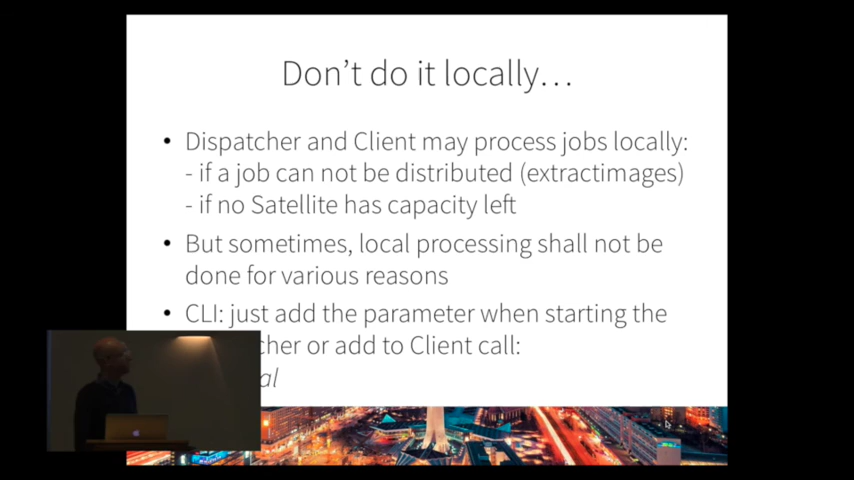 Don't do it locally…
• Dispatcher and Client may process jobs locally:
- if a job can not be distributed (extractimages)
- if no Satellite has capacity left
• But sometimes, local processing shall not be
done for various reasons
• CLI: just add the parameter when starting the
cher or add to Client call:
al